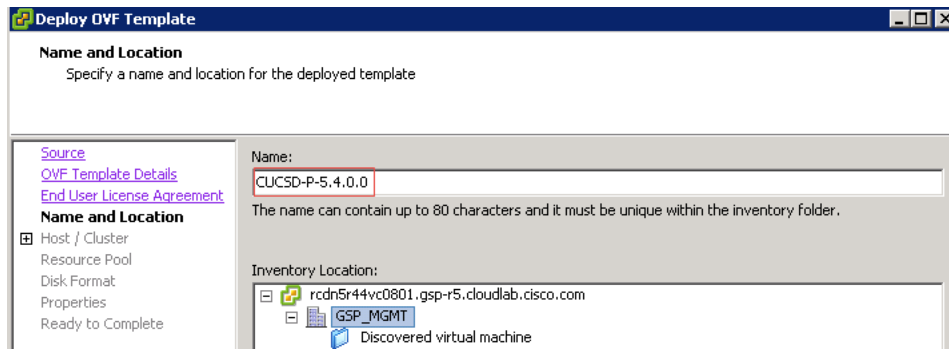 Deploy OVF Template
Name and Location
Specify a name and location for the deployed template
Source
OVF Template Details
End User License Agreement
Name and Location
Host / Cluster
Resource Pool
Disk Format
Properties
Ready to Complete
Name:
CUCSD-P-5.4.0.0
The name can contain up to 80 characters and it must be unique within the inventory folder.
Inventory Location:
rcdn5r44vc0801.gsp-r5.cloudlab.cisco.com
GSP_MGMT
Discovered virtual machine